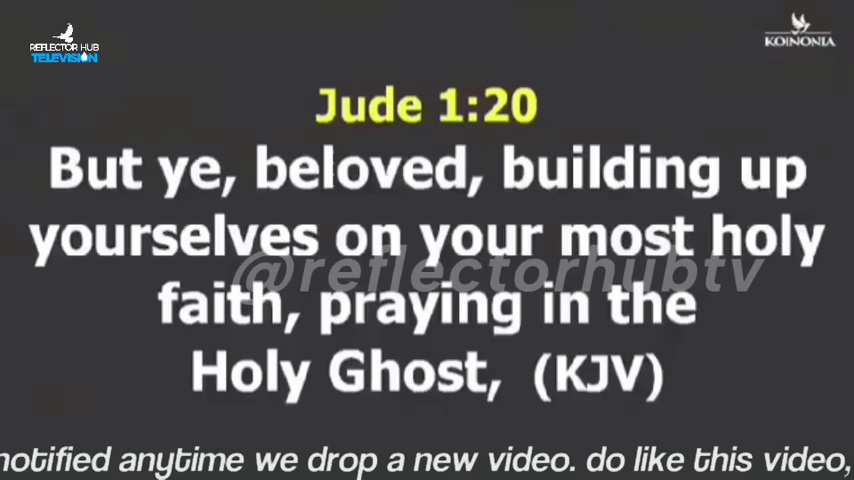 REFLECTOR HUB
TELEVISION
KOINONIA
Jude 1:20
But ye, beloved, building up
yourselves on your most holy
@reflectorhubtv
faith, praying in the
Holy Ghost, (KJV)
notified anytime we drop a new video. do like this video,